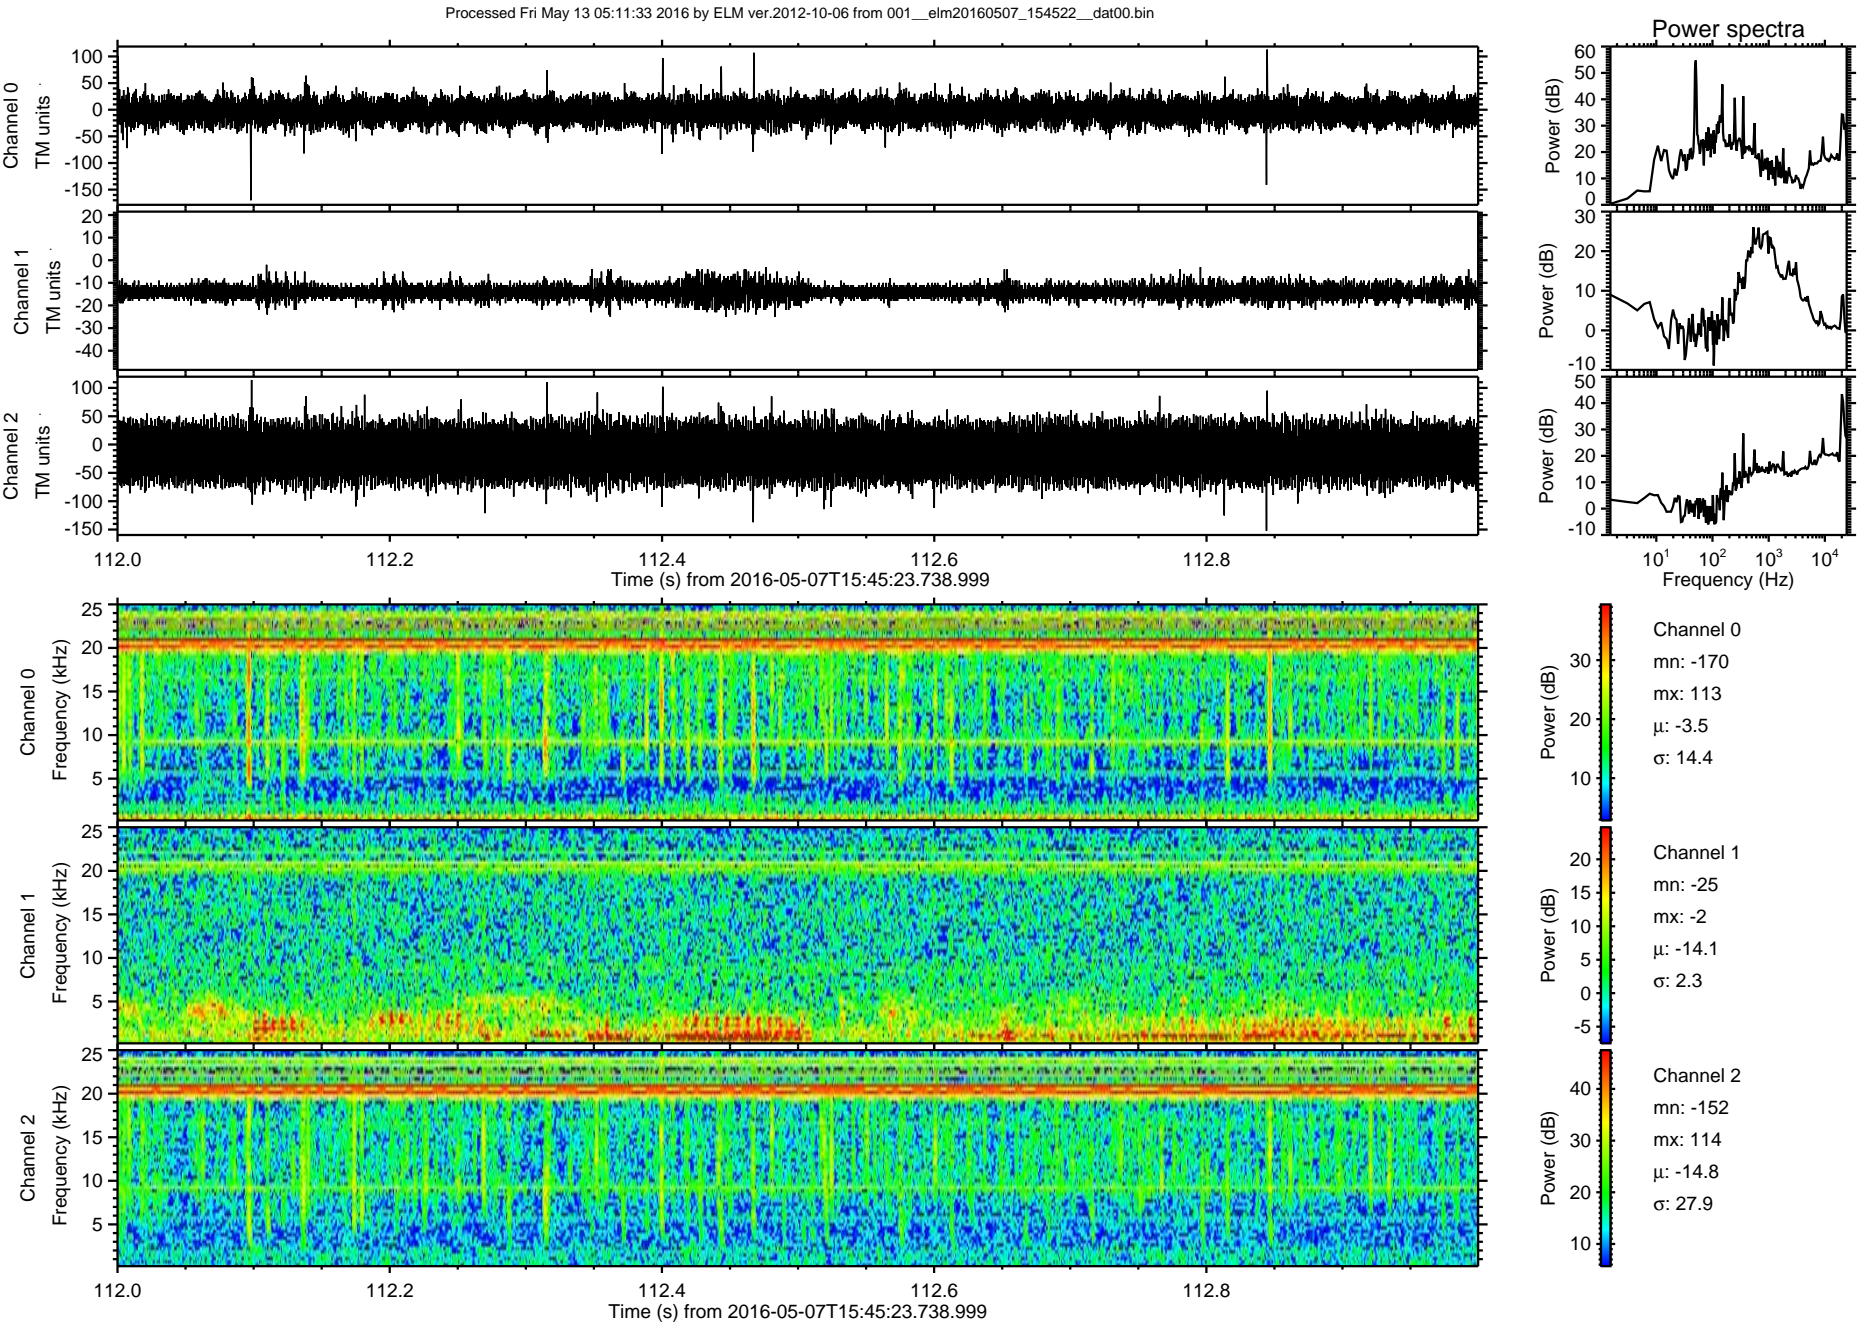 Processed Fri May 13 05:11:33 2016 by ELM ver.2012-10-06 from 001__elm20160507_154522__dat00.bin
Power spectra
Channel 0
TM units
100
50
0
-50
-100
-150
Power (dB)
60
50
40
30
20
10
0
Channel 1
TM units
20
10
0
-10
-20
-30
-40
Power (dB)
30
20
10
0
-10
Channel 2
TM units
100
50
0
-50
-100
-150
Power (dB)
50
40
30
20
10
0
-10
112.0 112.2 112.4 112.6 112.8
Time (s) from 2016-05-07T15:45:23.738.999
10¹ 10² 10³ 10⁴
Frequency (Hz)
Channel 0
Frequency (kHz)
25
20
15
10
5
Power (dB)
30
20
10
Channel 0
mn: -170
mx: 113
μ: -3.5
σ: 14.4
Channel 1
Frequency (kHz)
25
20
15
10
5
Power (dB)
20
15
10
5
0
-5
Channel 1
mn: -25
mx: -2
μ: -14.1
σ: 2.3
Channel 2
Frequency (kHz)
25
20
15
10
5
Power (dB)
40
30
20
10
Channel 2
mn: -152
mx: 114
μ: -14.8
σ: 27.9
112.0 112.2 112.4 112.6 112.8
Time (s) from 2016-05-07T15:45:23.738.999